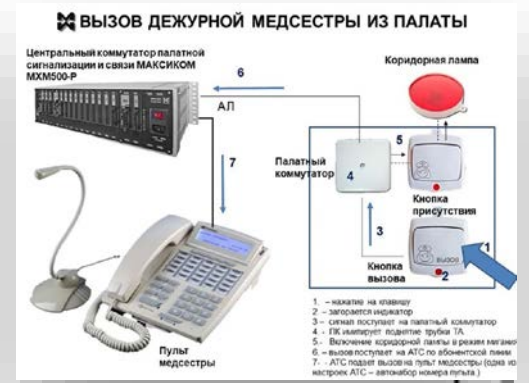 ВЫЗОВ ДЕЖУРНОЙ МЕДСЕСТРЫ ИЗ ПАЛАТЫ
Центральный коммутатор палатной
сигнализации и связи МАКСИКОМ
MXM500-P
6
АЛ
Коридорная лампа
Палатный
коммутатор
4
5
Кнопка
присутствия
7
3
ВЫЗОВ
1
2
Кнопка
вызова
Пульт
медсестры
1. – нажатие на клавишу
2 – загорается индикатор
3 – сигнал поступает на палатный коммутатор
4 - ПК имитирует поднятие трубки ТА
5.- Включение коридорной лампы в режим мигания
6. – вызов поступает на АТС по абонентской линии
7.- АТС подает вызов на пульт медсестры (одна из
настроек АТС – автонабор номера пульта.)